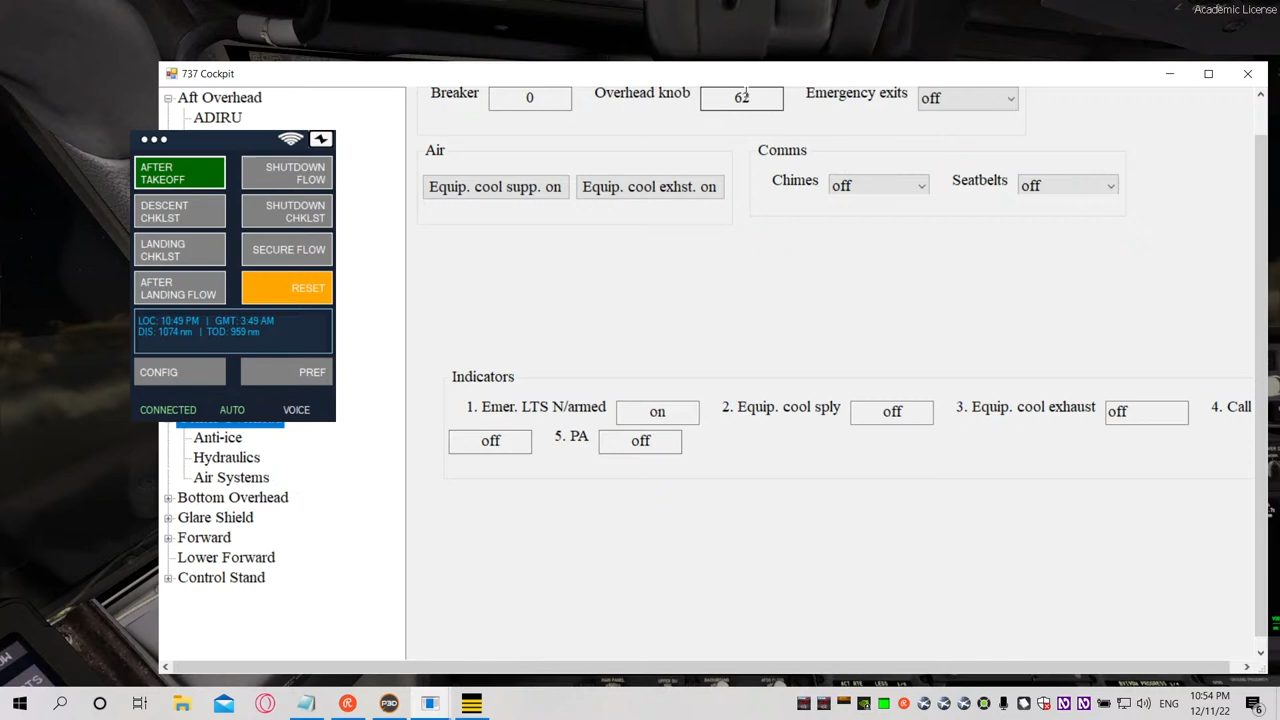 Academic License
737 Cockpit
Aft Overhead
ADIRU
Breaker 0 Overhead knob 62 Emergency exits off
Air
Equip. cool supp. on Equip. cool exhst. on
Comms
Chimes off Seatbelts off
AFTER TAKEOFF
SHUTDOWN FLOW
DESCENT CHKLST
SHUTDOWN CHKLST
LANDING CHKLST
SECURE FLOW
AFTER LANDING FLOW
RESET
LOC: 10:49 PM | GMT: 3:49 AM
DIS: 1074 nm | TOD: 959 nm
CONFIG PREF
CONNECTED AUTO VOICE
Anti-ice
Hydraulics
Air Systems
Bottom Overhead
Glare Shield
Forward
Lower Forward
Control Stand
Indicators
1. Emer. LTS N/armed on 2. Equip. cool sply off 3. Equip. cool exhaust off 4. Call
off 5. PA off
P3D
ENG
10:54 PM
12/11/22
6